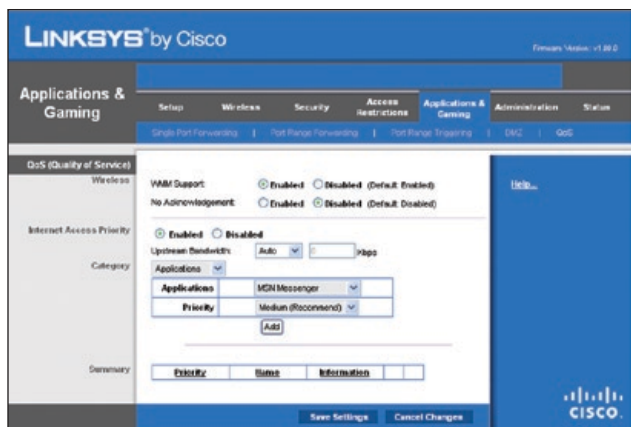 LINKSYS® by Cisco
Firmware Version: v1.00.0
Applications & Gaming
Setup Wireless Security Access Restrictions Applications & Gaming Administration Status
Single Port Forwarding | Port Range Forwarding | Port Range Triggering | DMZ | QoS
QoS (Quality of Service)
Wireless
WMM Support: Enabled Disabled (Default: Enabled)
No Acknowledgement: Enabled Disabled (Default: Disabled)
Help...
Internet Access Priority
Enabled Disabled
Upstream Bandwidth: Auto 0 Kbps
Category
Applications
Applications MSN Messenger
Priority Medium (Recommend)
Add
Summary
Priority Name Information
Save Settings Cancel Changes
CISCO.